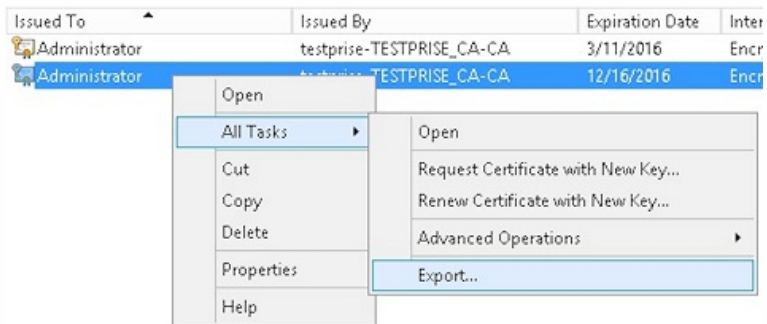 Issued To Issued By Expiration Date Inter
Administrator testprise-TESTPRISE_CA-CA 3/11/2016 Encr
Administrator testprise-TESTPRISE_CA-CA 12/16/2016 Encr
Open
All Tasks Open
Cut Request Certificate with New Key...
Copy Renew Certificate with New Key...
Delete Advanced Operations
Properties Export...
Help